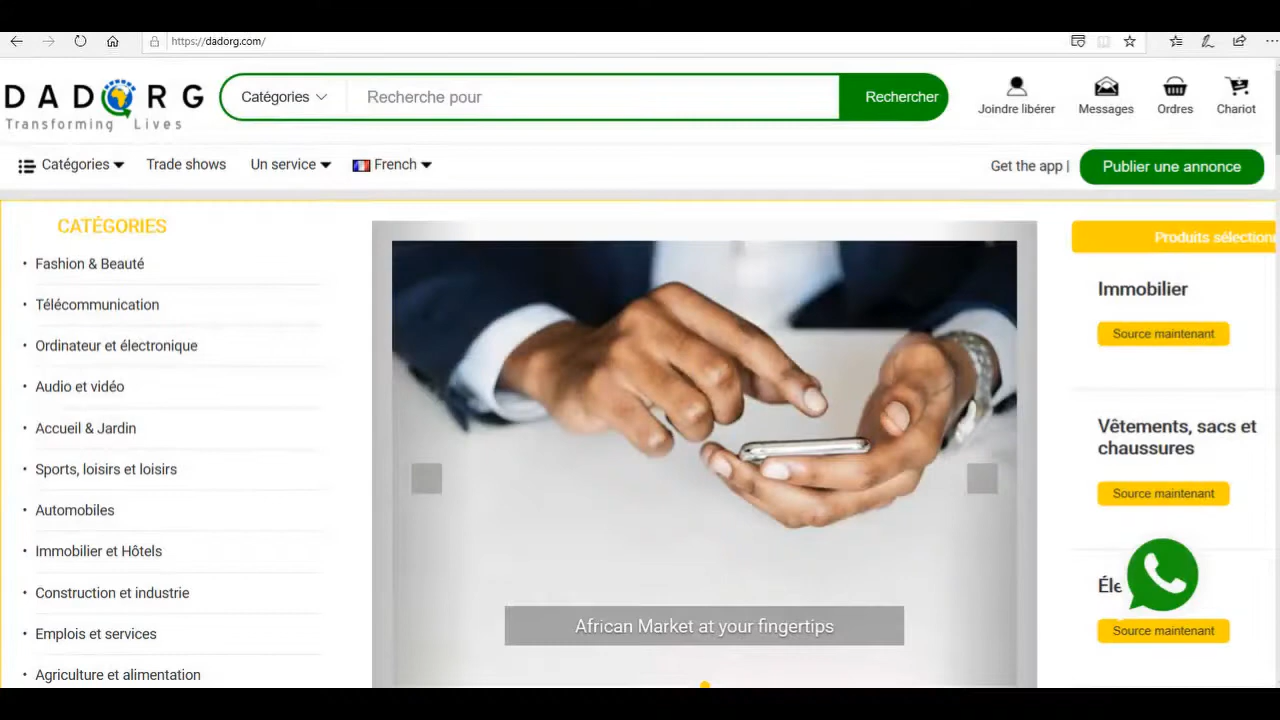 https://dadorg.com/
DADORG
Transforming Lives
Catégories
Recherche pour
Rechercher
Joindre libérer
Messages
Ordres
Chariot
Catégories
Trade shows
Un service
French
Get the app |
Publier une annonce
CATÉGORIES
Fashion & Beauté
Télécommunication
Ordinateur et électronique
Audio et vidéo
Accueil & Jardin
Sports, loisirs et loisirs
Automobiles
Immobilier et Hôtels
Construction et industrie
Emplois et services
Agriculture et alimentation
African Market at your fingertips
Produits
Immobilier
Source maintenant
Vêtements, sacs et
chaussures
Source maintenant
Source maintenant